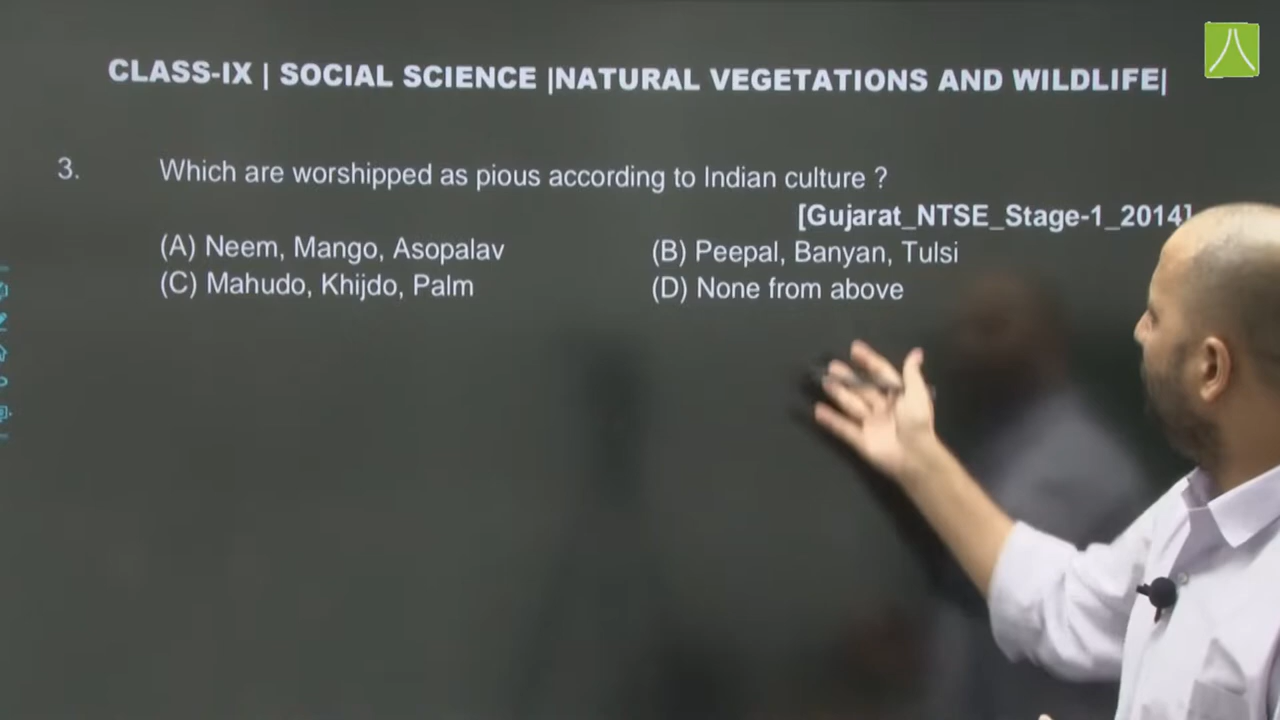 CLASS-IX | SOCIAL SCIENCE |NATURAL VEGETATIONS AND WILDLIFE|
3. Which are worshipped as pious according to Indian culture ?
[Gujarat_NTSE_Stage-1_2014]
(A) Neem, Mango, Asopalav (B) Peepal, Banyan, Tulsi
(C) Mahudo, Khijdo, Palm (D) None from above